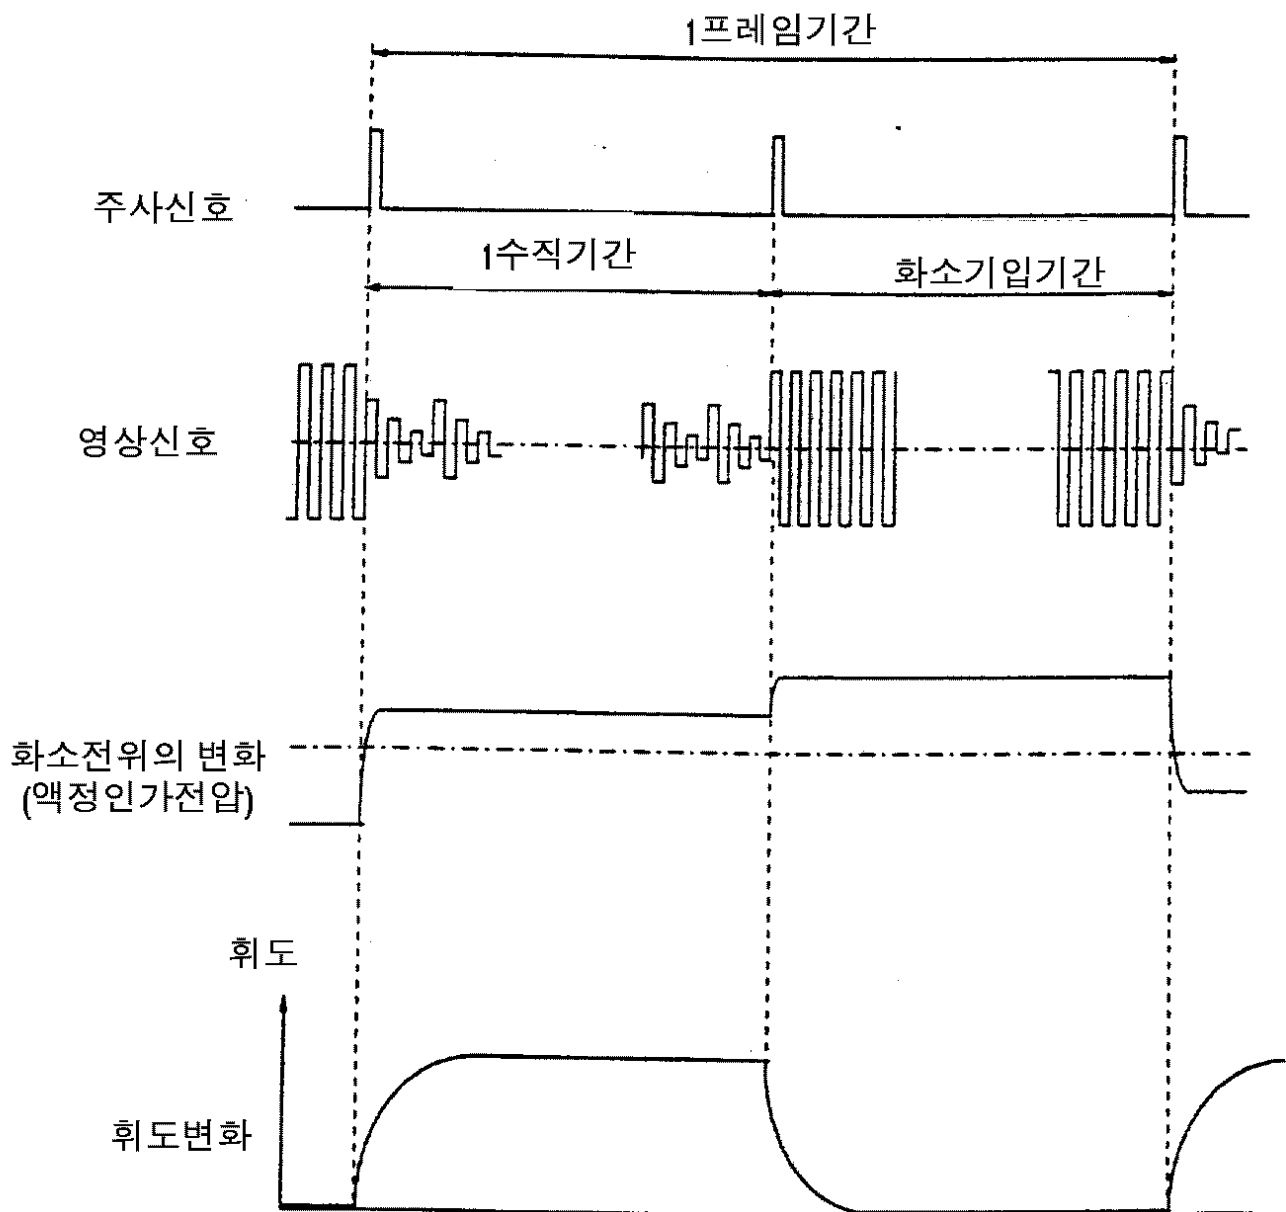 1프레임기간
주사신호
1수직기간
화소기입기간
영상신호
화소전위의 변화
(액정인가전압)
휘도
휘도변화